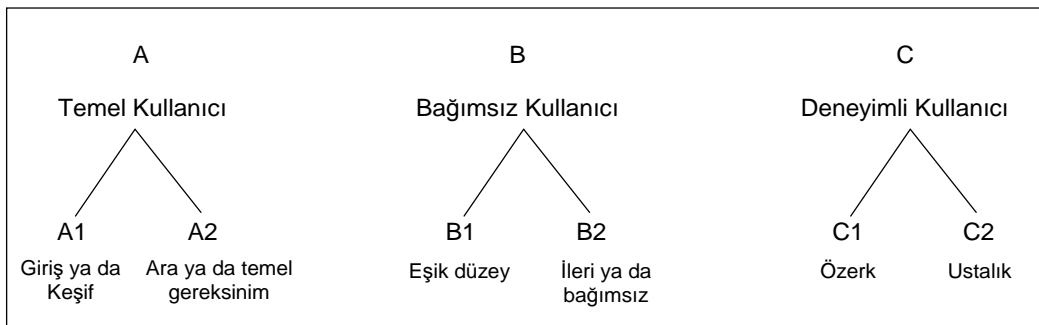 A
B
C
Temel Kullanıcı
Bağımsız Kullanıcı
Deneyimli Kullanıcı
A1
A2
B1
B2
C1
C2
Giriş ya da
Keşif
Ara ya da temel
gereksinim
Eşik düzey
İleri ya da
bağımsız
Özerk
Ustalık